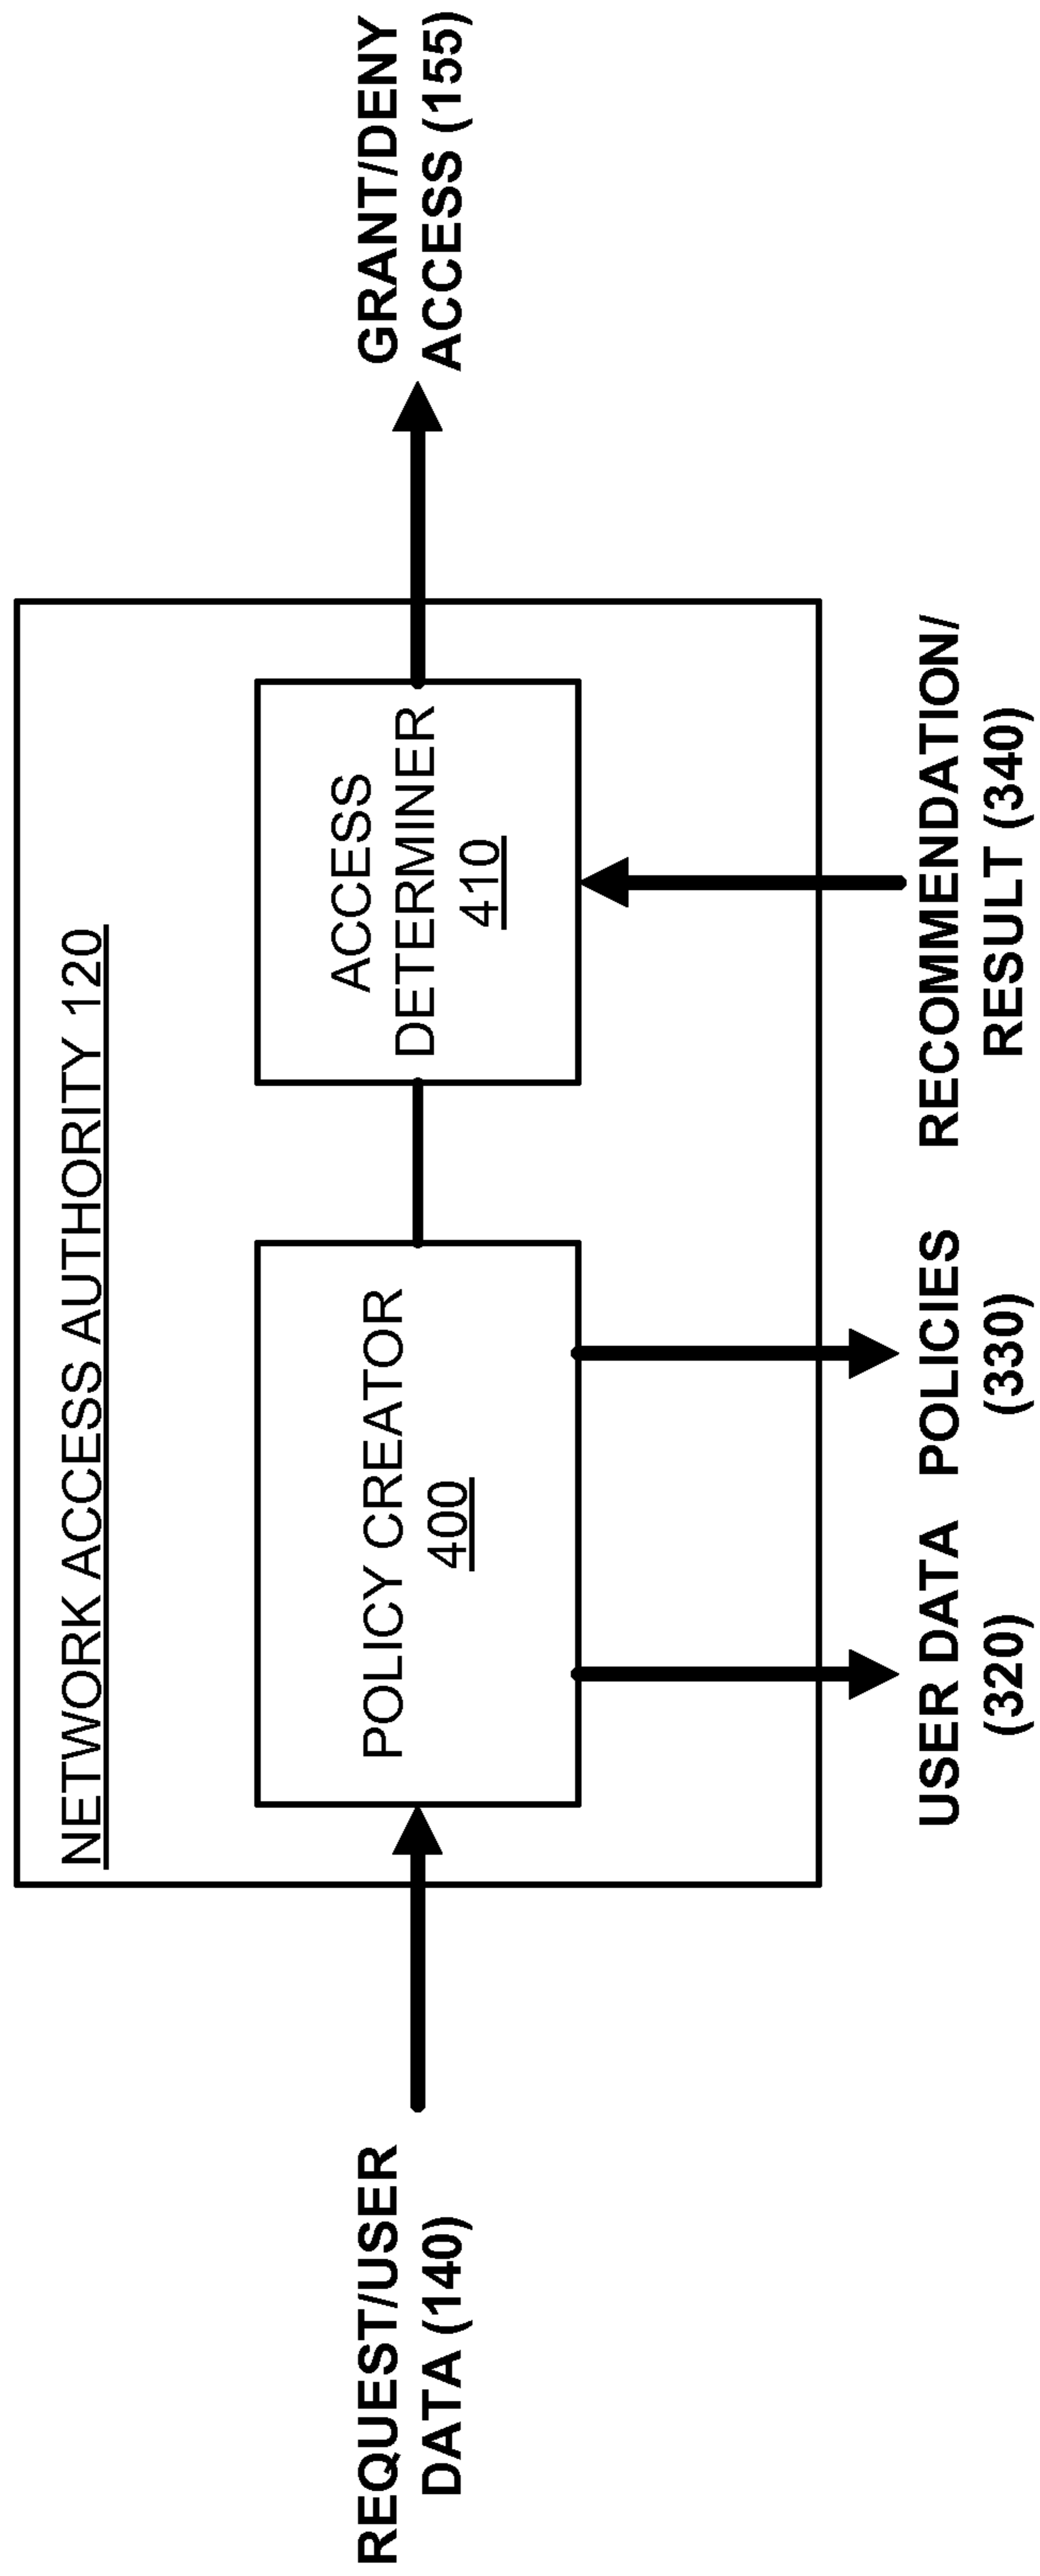 NETWORK ACCESS AUTHORITY 120
REQUEST/USER
DATA (140)
POLICY CREATOR
400
ACCESS
DETERMINER
410
GRANT/DENY
ACCESS (155)
USER DATA
(320)
POLICIES
(330)
RECOMMENDATION/
RESULT (340)